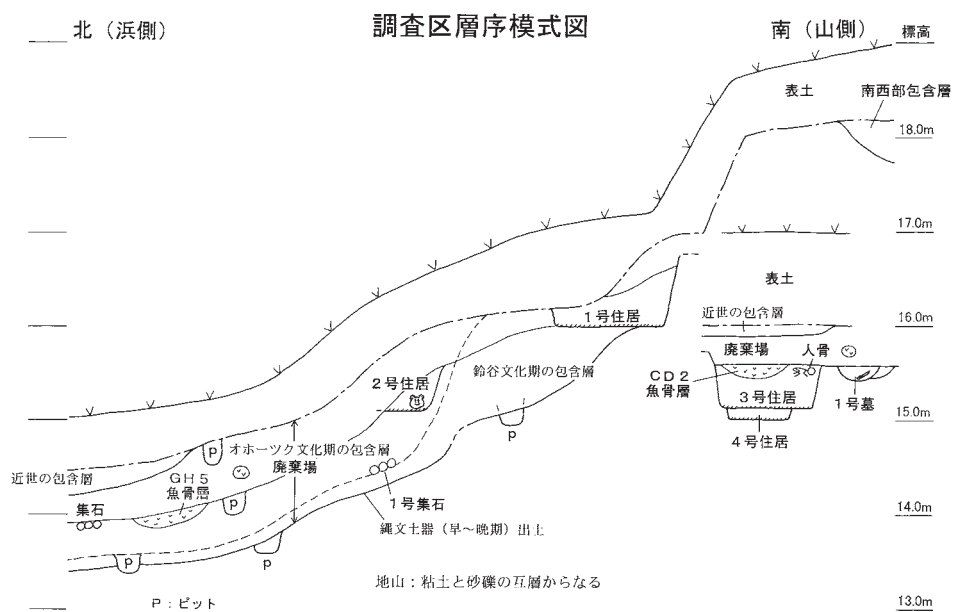 調査区層序模式図
北（浜側）
南（山側）
標高
表土
南西部包含層
18.0m
17.0m
表土
1号住居
近世の包含層
16.0m
廃棄場
人骨
2号住居
鈴谷文化期の包含層
CD2
魚骨層
3号住居
1号墓
15.0m
P
4号住居
P
オホーツク文化期の包含層
廃棄場
近世の包含層
GH5
魚骨層
集石
P
1号集石
14.0m
縄文土器（早～晩期）出土
P
P
地山：粘土と砂礫の互層からなる
P：ピット
13.0m